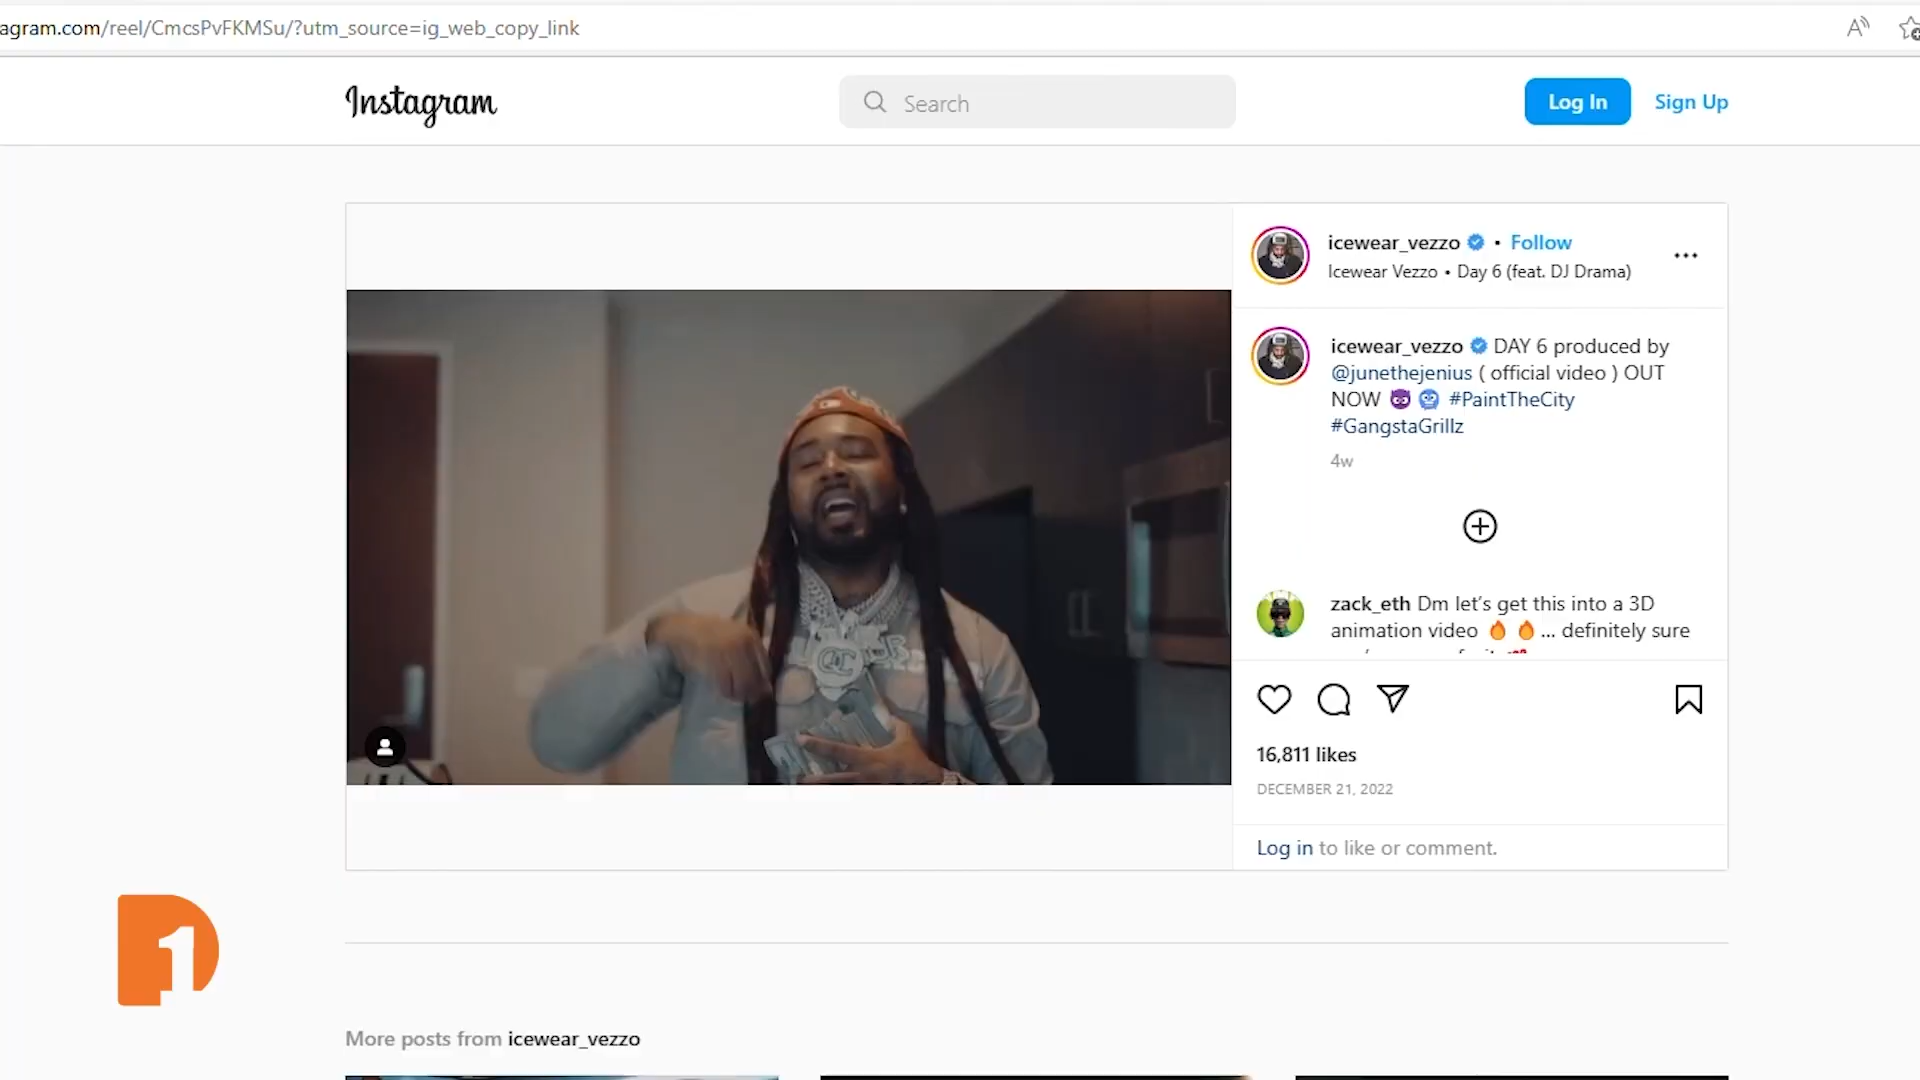 agram.com/reel/CmcsPvFKMSu/?utm_source=ig_web_copy_link
Instagram
Search
Log In
Sign Up
icewear_vezzo • Follow
Icewear Vezzo • Day 6 (feat. DJ Drama)
icewear_vezzo DAY 6 produced by
@junethejenius ( official video ) OUT
NOW 😈 🥶 #PaintTheCity
#GangstaGrillz
4w
zack_eth Dm let’s get this into a 3D
animation video 🔥 🔥 ... definitely sure
16,811 likes
DECEMBER 21, 2022
Log in to like or comment.
1
More posts from icewear_vezzo